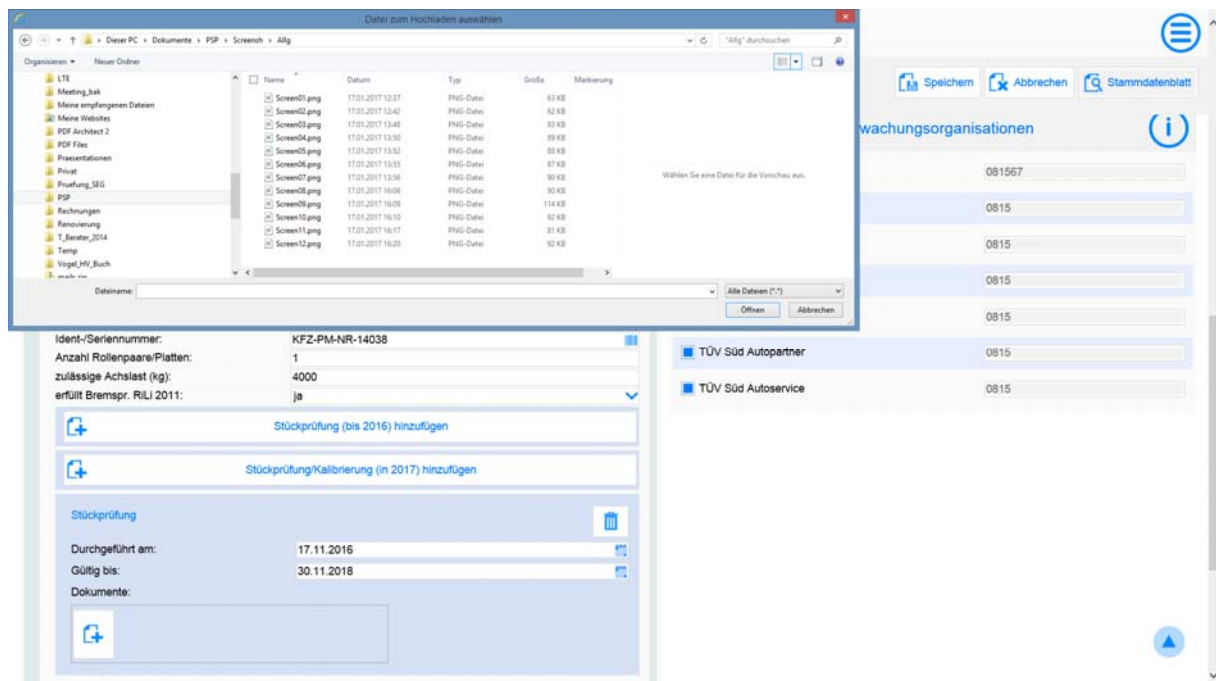 Datei zum Hochladen auswählen
Dieser PC ▸ Dokumente ▸ PSP ▸ Screensh ▸ Allg
"Allg" durchsuchen
Organisieren ▾ Neuer Ordner
LTE
Meeting_bak
Meine empfangenen Dateien
Meine Websites
PDF Architect 2
PDF Files
Praesentationen
Privat
Pruefung_SEG
PSP
Rechnungen
Renovierung
T_Berater_2014
Temp
Vogel_HV_Buch
mails.zip
Name Datum Typ Größe Markierung
Screen01.png 17.01.2017 12:37 PNG-Datei 63 KB
Screen02.png 17.01.2017 12:42 PNG-Datei 62 KB
Screen03.png 17.01.2017 13:48 PNG-Datei 83 KB
Screen04.png 17.01.2017 13:50 PNG-Datei 89 KB
Screen05.png 17.01.2017 13:52 PNG-Datei 88 KB
Screen06.png 17.01.2017 13:55 PNG-Datei 87 KB
Screen07.png 17.01.2017 13:56 PNG-Datei 90 KB
Screen08.png 17.01.2017 16:06 PNG-Datei 90 KB
Screen09.png 17.01.2017 16:09 PNG-Datei 114 KB
Screen10.png 17.01.2017 16:10 PNG-Datei 92 KB
Screen11.png 17.01.2017 16:17 PNG-Datei 81 KB
Screen12.png 17.01.2017 16:20 PNG-Datei 92 KB
Wählen Sie eine Datei für die Vorschau aus.
Dateiname:
Alle Dateien (*.*)
Öffnen Abbrechen
Speichern Abbrechen Stammdatenblatt
wachungsorganisationen
081567
0815
0815
0815
0815
TÜV Süd Autopartner 0815
TÜV Süd Autoservice 0815
Ident-/Seriennummer: KFZ-PM-NR-14038
Anzahl Rollenpaare/Platten: 1
zulässige Achslast (kg): 4000
erfüllt Bremspr. RiLi 2011: ja
Stückprüfung (bis 2016) hinzufügen
Stückprüfung/Kalibrierung (in 2017) hinzufügen
Stückprüfung
Durchgeführt am: 17.11.2016
Gültig bis: 30.11.2018
Dokumente: